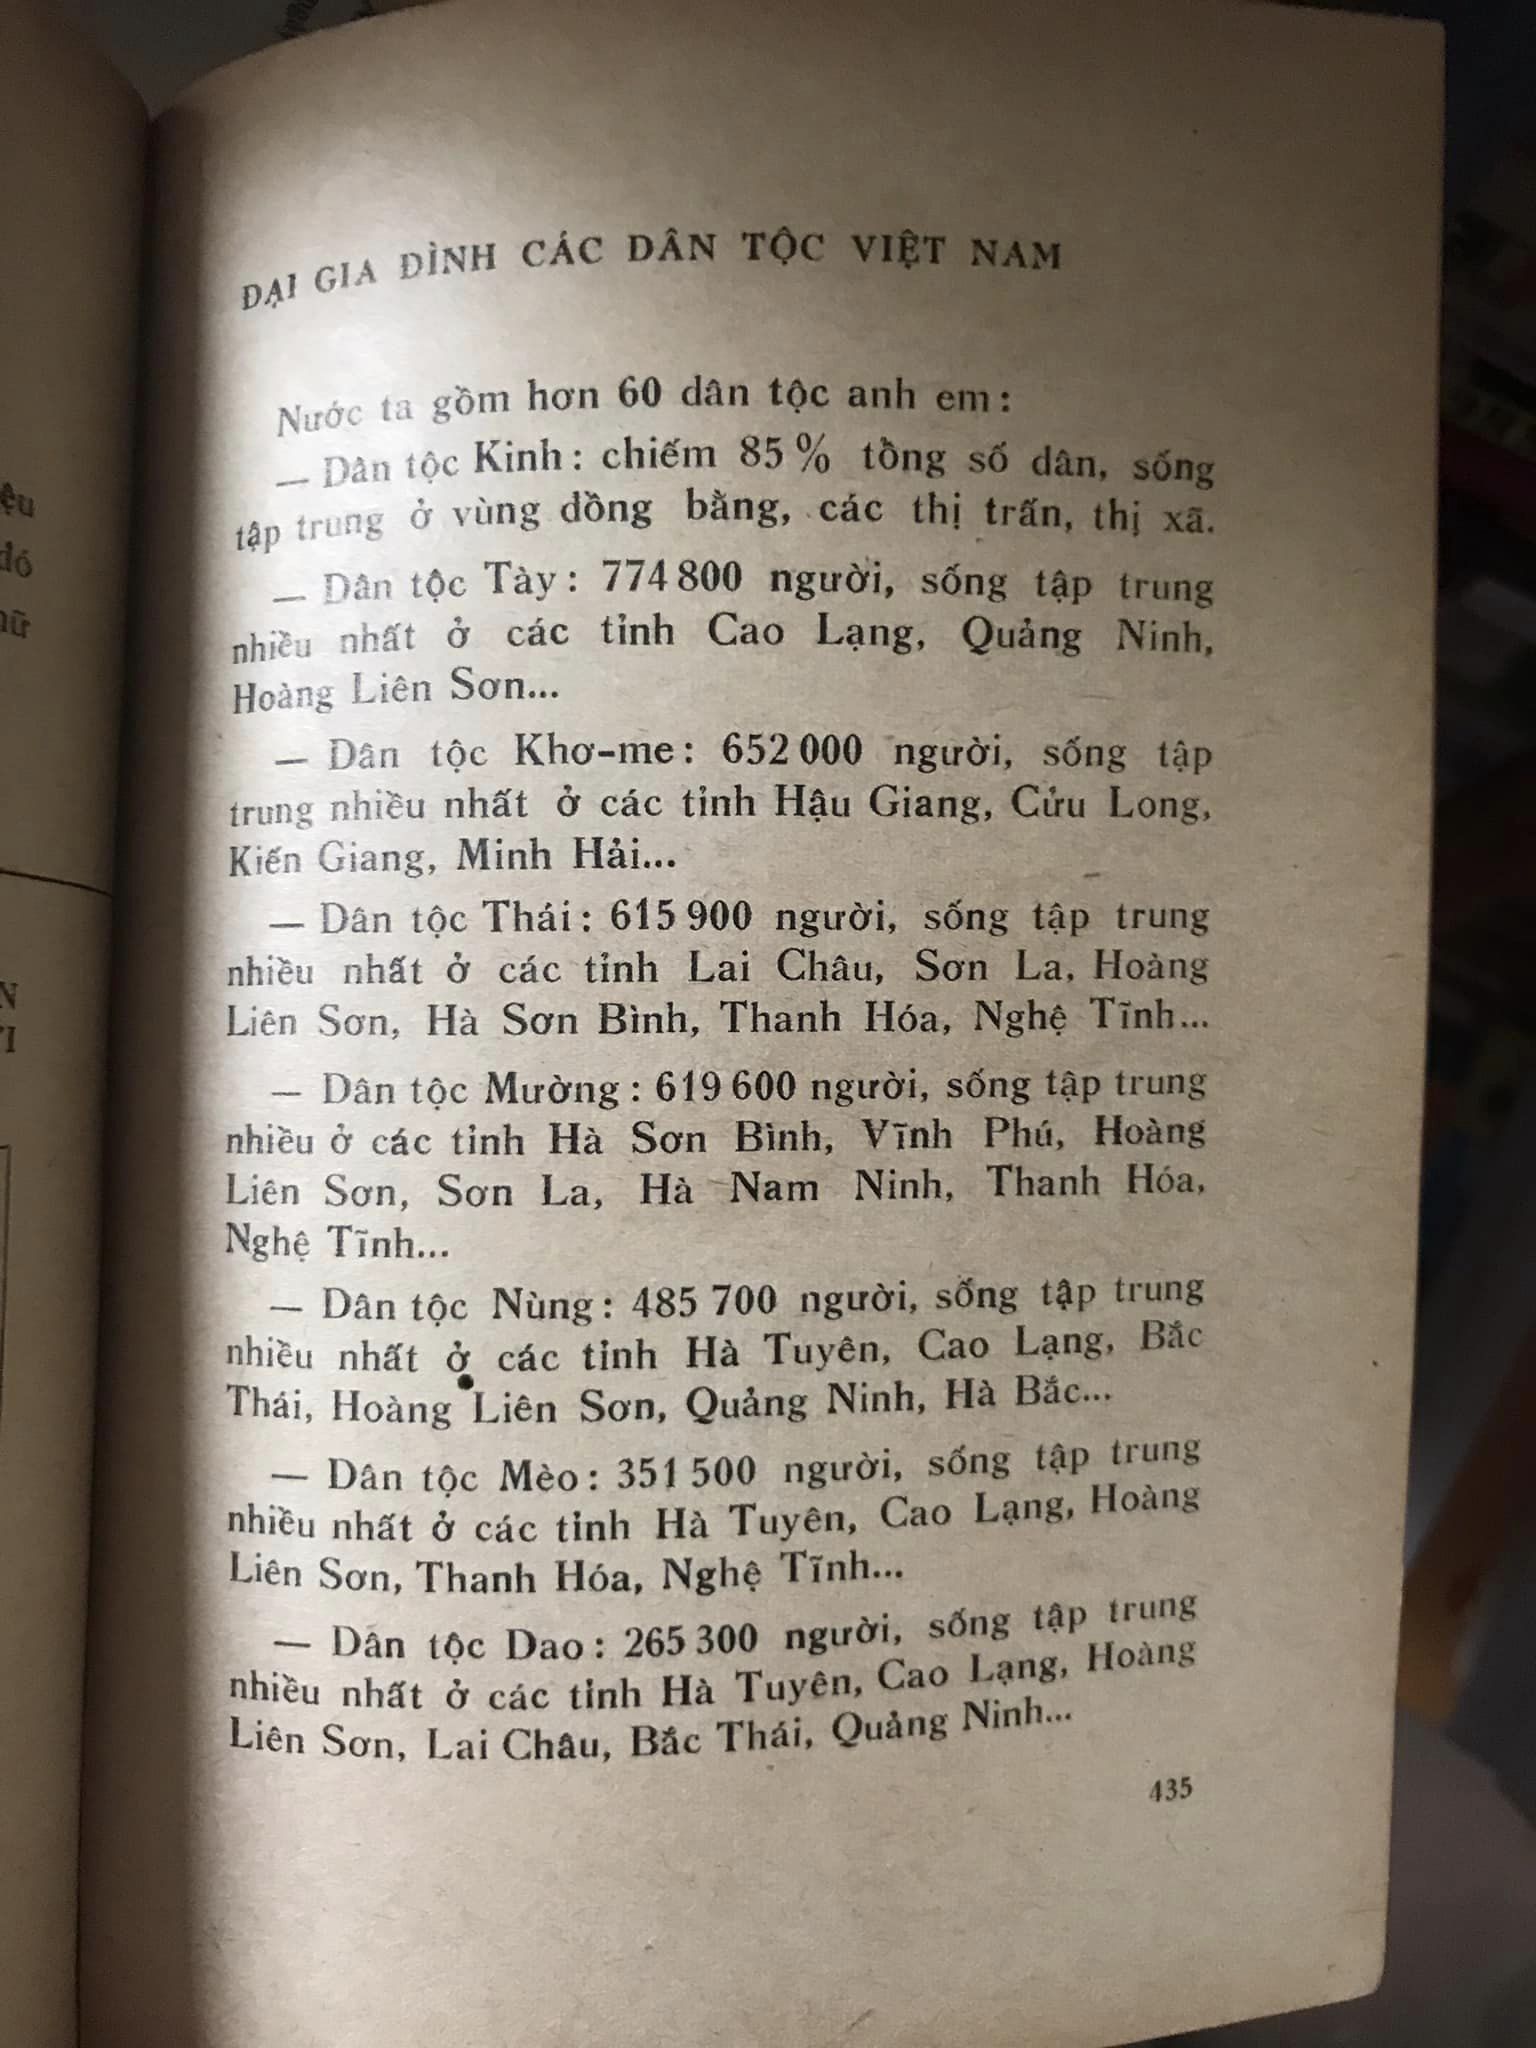 ĐẠI GIA ĐÌNH CÁC DÂN TỘC VIỆT NAM
Nước ta gồm hơn 60 dân tộc anh em:
— Dân tộc Kinh: chiếm 85% tổng số dân, sống
tập trung ở vùng đồng bằng, các thị trấn, thị xã.
— Dân tộc Tày: 774 800 người, sống tập trung
nhiều nhất ở các tỉnh Cao Lạng, Quảng Ninh,
Hoàng Liên Sơn...
— Dân tộc Khơ-me: 652 000 người, sống tập
trung nhiều nhất ở các tỉnh Hậu Giang, Cửu Long,
Kiến Giang, Minh Hải...
— Dân tộc Thái: 615 900 người, sống tập trung
nhiều nhất ở các tỉnh Lai Châu, Sơn La, Hoàng
Liên Sơn, Hà Sơn Bình, Thanh Hóa, Nghệ Tĩnh...
— Dân tộc Mường: 619 600 người, sống tập trung
nhiều ở các tỉnh Hà Sơn Bình, Vĩnh Phú, Hoàng
Liên Sơn, Sơn La, Hà Nam Ninh, Thanh Hóa,
Nghệ Tĩnh...
— Dân tộc Nùng: 485 700 người, sống tập trung
nhiều nhất ở các tỉnh Hà Tuyên, Cao Lạng, Bắc
Thái, Hoàng Liên Sơn, Quảng Ninh, Hà Bắc...
— Dân tộc Mèo: 351 500 người, sống tập trung
nhiều nhất ở các tỉnh Hà Tuyên, Cao Lạng, Hoàng
Liên Sơn, Thanh Hóa, Nghệ Tĩnh...
— Dân tộc Dao: 265 300 người, sống tập trung
nhiều nhất ở các tỉnh Hà Tuyên, Cao Lạng, Hoàng
Liên Sơn, Lai Châu, Bắc Thái, Quảng Ninh...
435